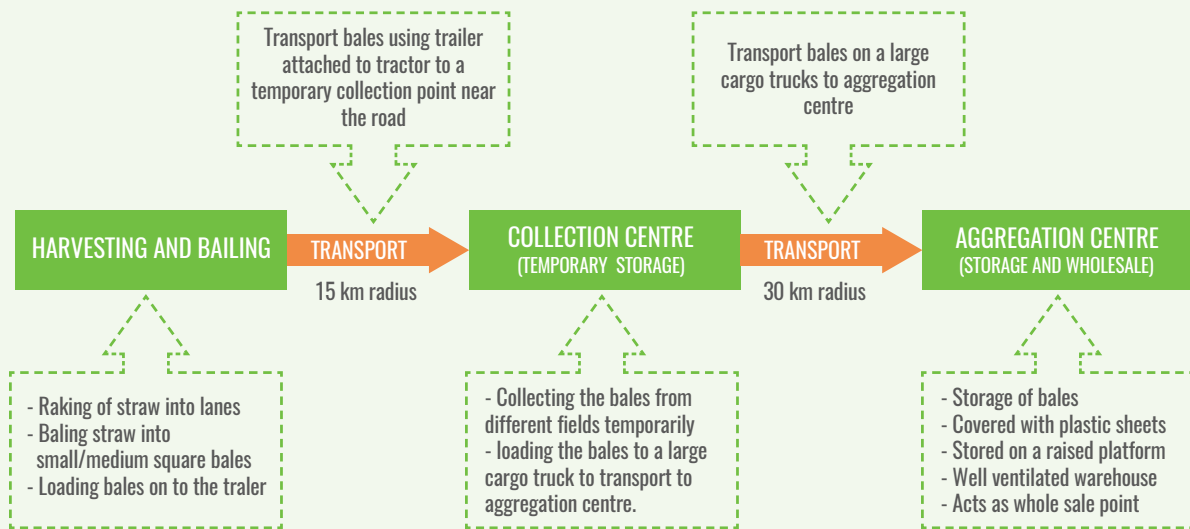 Transport bales using trailer
attached to tractor to a
temporary collection point near
the road
Transport bales on a large
cargo trucks to aggregation
centre
HARVESTING AND BAILING
TRANSPORT
15 km radius
COLLECTION CENTRE
(TEMPORARY STORAGE)
TRANSPORT
30 km radius
AGGREGATION CENTRE
(STORAGE AND WHOLESALE)
- Raking of straw into lanes
- Baling straw into
small/medium square bales
- Loading bales on to the traler
- Collecting the bales from
different fields temporarily
- loading the bales to a large
cargo truck to transport to
aggregation centre.
- Storage of bales
- Covered with plastic sheets
- Stored on a raised platform
- Well ventilated warehouse
- Acts as whole sale point